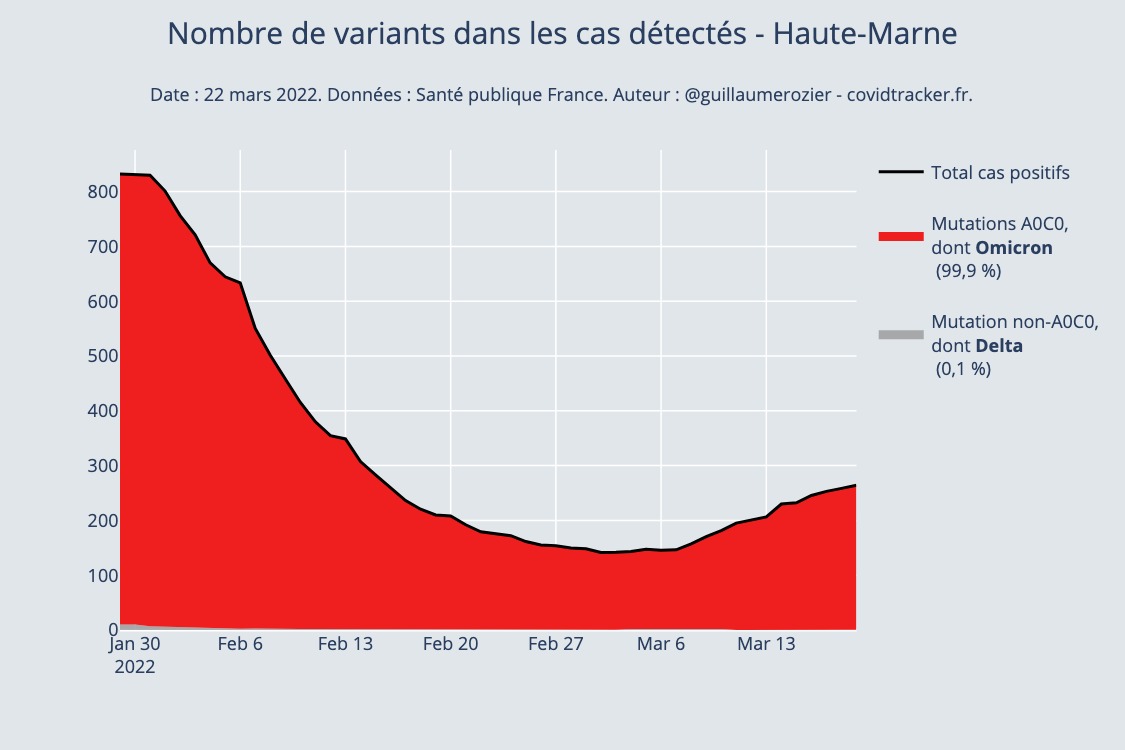 Nombre de variants dans les cas détectés - Haute-Marne
Date : 22 mars 2022. Données : Santé publique France. Auteur : @guillaumerozier - covidtracker.fr.
Total cas positifs
Mutations A0C0,
dont Omicron
(99,9 %)
Mutation non-A0C0,
dont Delta
(0,1 %)
800
700
600
500
400
300
200
100
0
Jan 30
2022
Feb 6
Feb 13
Feb 20
Feb 27
Mar 6
Mar 13